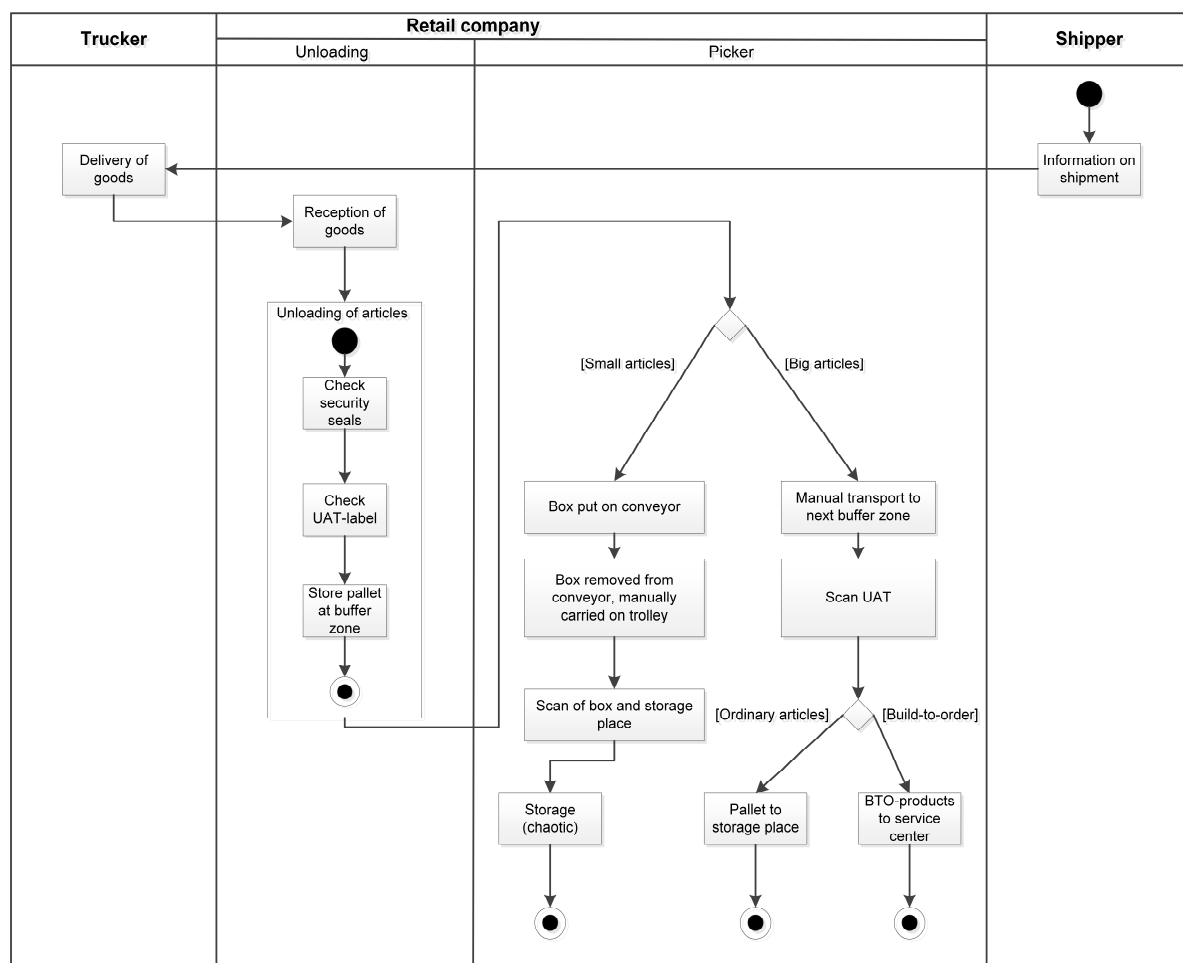 Trucker
Retail company
Unloading
Picker
Shipper
Delivery of
goods
Information on
shipment
Reception of
goods
Unloading of articles
Check
security
seals
Check
UAT-label
Store pallet
at buffer
zone
[Small articles]
[Big articles]
Box put on conveyor
Manual transport to
next buffer zone
Box removed from
conveyor, manually
carried on trolley
Scan UAT
Scan of box and storage
place
[Ordinary articles]
[Build-to-order]
Storage
(chaotic)
Pallet to
storage place
BTO-products
to service
center